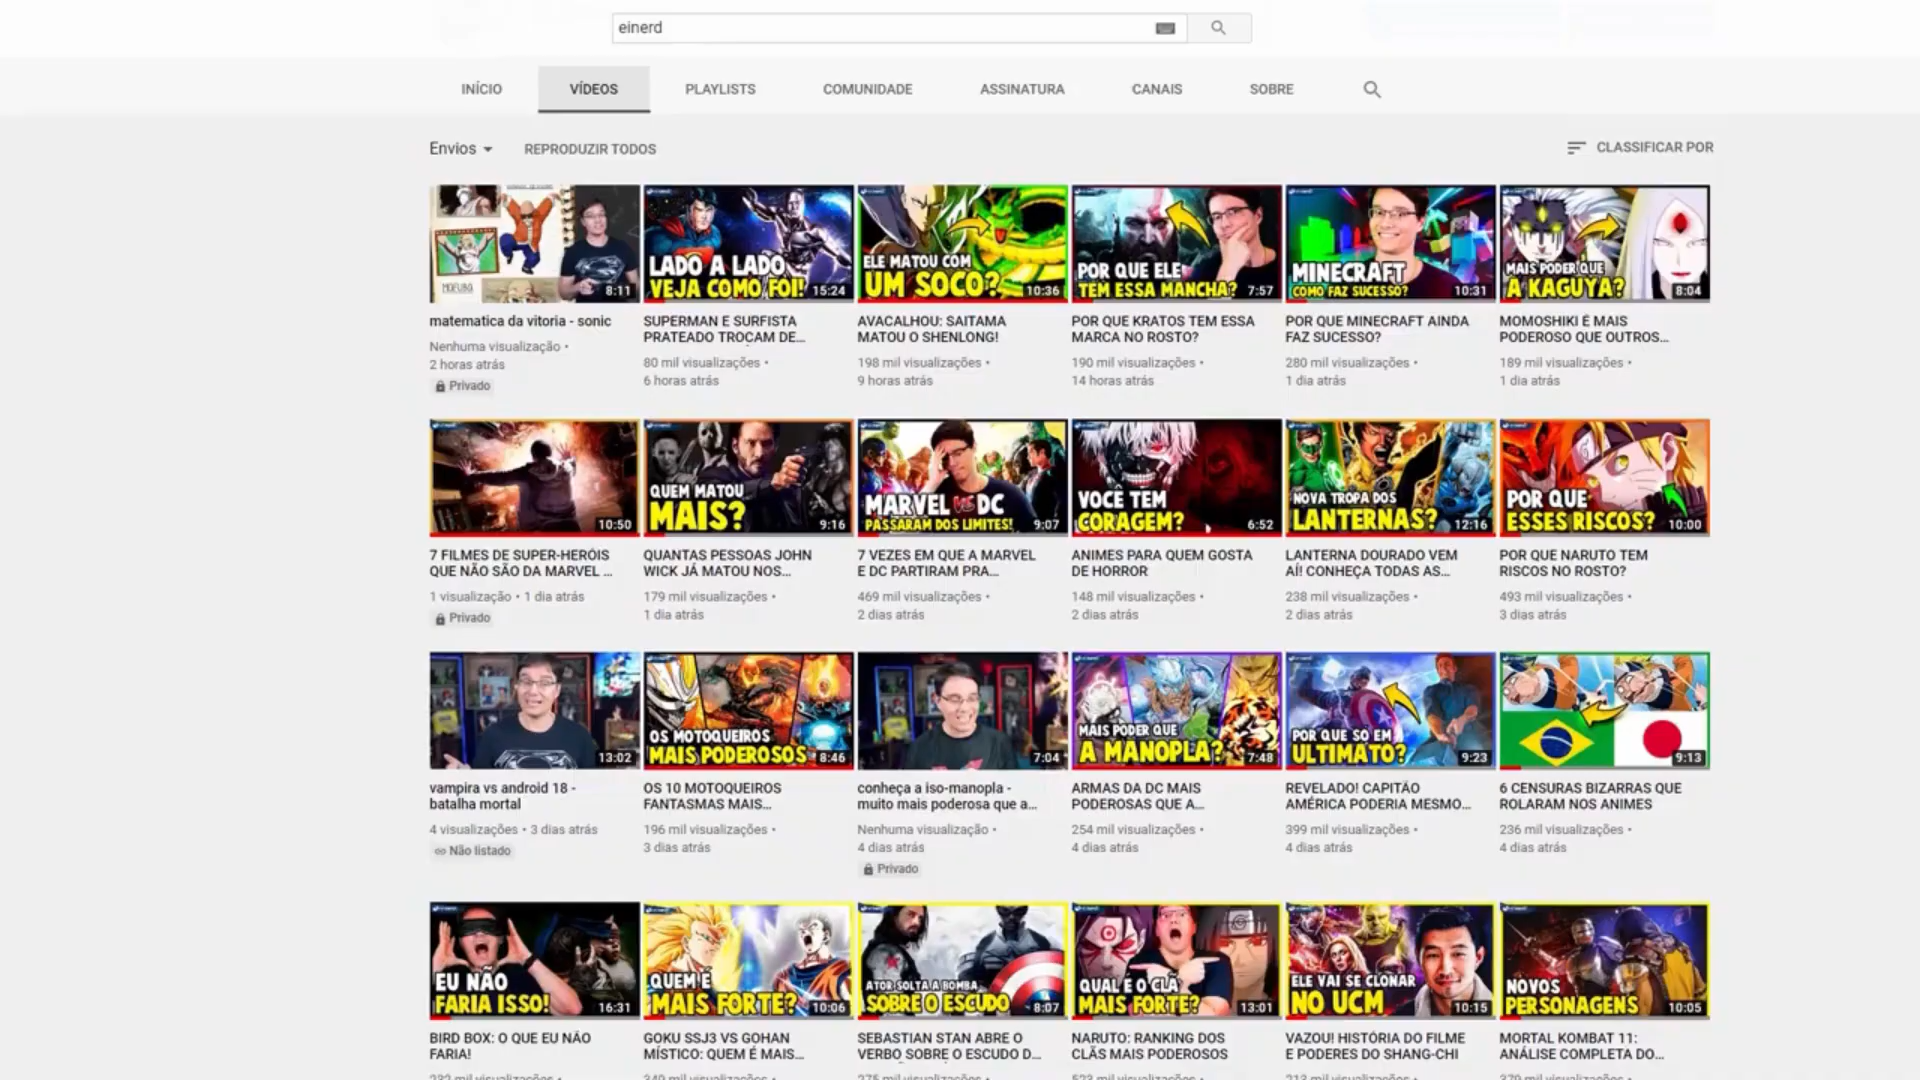 einerd
INÍCIO VÍDEOS PLAYLISTS COMUNIDADE ASSINATURA CANAIS SOBRE
Envios REPRODUZIR TODOS CLASSIFICAR POR
MOFUBA
8:11
LADO A LADO
VEJA COMO FOI! 15:24
ELE MATOU COM
UM SOCO? 10:36
POR QUE ELE
TEM ESSA MANCHA? 7:57
MINECRAFT
COMO FAZ SUCESSO? 10:31
MAIS PODER QUE
A KAGUYA? 8:04
matematica da vitoria - sonic
Nenhuma visualização •
2 horas atrás
Privado
SUPERMAN E SURFISTA
PRATEADO TROCAM DE...
80 mil visualizações •
6 horas atrás
AVACALHOU: SAITAMA
MATOU O SHENLONG!
198 mil visualizações •
9 horas atrás
POR QUE KRATOS TEM ESSA
MARCA NO ROSTO?
190 mil visualizações •
14 horas atrás
POR QUE MINECRAFT AINDA
FAZ SUCESSO?
280 mil visualizações •
1 dia atrás
MOMOSHIKI É MAIS
PODEROSO QUE OUTROS...
189 mil visualizações •
1 dia atrás
10:50
QUEM MATOU
MAIS? 9:16
MARVEL VS DC
PASSARAM DOS LIMITES! 9:07
VOCÊ TEM
CORAGEM? 6:52
NOVA TROPA DOS
LANTERNAS? 12:16
POR QUE
ESSES RISCOS? 10:00
7 FILMES DE SUPER-HERÓIS
QUE NÃO SÃO DA MARVEL ...
1 visualização • 1 dia atrás
Privado
QUANTAS PESSOAS JOHN
WICK JÁ MATOU NOS...
179 mil visualizações •
1 dia atrás
7 VEZES EM QUE A MARVEL
E DC PARTIRAM PRA...
469 mil visualizações •
2 dias atrás
ANIMES PARA QUEM GOSTA
DE HORROR
148 mil visualizações •
2 dias atrás
LANTERNA DOURADO VEM
AÍ! CONHEÇA TODAS AS...
238 mil visualizações •
2 dias atrás
POR QUE NARUTO TEM
RISCOS NO ROSTO?
493 mil visualizações •
3 dias atrás
13:02
OS MOTOQUEIROS
MAIS PODEROSOS 8:46
7:04
MAIS PODER QUE
A MANOPLA? 7:48
POR QUE SÓ EM
ULTIMATO? 9:23
9:13
vampira vs android 18 -
batalha mortal
4 visualizações • 3 dias atrás
Não listado
OS 10 MOTOQUEIROS
FANTASMAS MAIS...
196 mil visualizações •
3 dias atrás
conheça a iso-manopla -
muito mais poderosa que a...
Nenhuma visualização •
4 dias atrás
Privado
ARMAS DA DC MAIS
PODEROSAS QUE A...
254 mil visualizações •
4 dias atrás
REVELADO! CAPITÃO
AMÉRICA PODERIA MESMO...
399 mil visualizações •
4 dias atrás
6 CENSURAS BIZARRAS QUE
ROLARAM NOS ANIMES
236 mil visualizações •
4 dias atrás
EU NÃO
FARIA ISSO! 16:31
QUEM É
MAIS FORTE? 10:06
ATOR SOLTA A BOMBA
SOBRE O ESCUDO 8:07
QUAL É O CLÃ
MAIS FORTE? 13:01
ELE VAI SE CLONAR
NO UCM 10:15
NOVOS
PERSONAGENS 10:05
BIRD BOX: O QUE EU NÃO
FARIA!
GOKU SSJ3 VS GOHAN
MÍSTICO: QUEM É MAIS...
SEBASTIAN STAN ABRE O
VERBO SOBRE O ESCUDO D...
NARUTO: RANKING DOS
CLÃS MAIS PODEROSOS
VAZOU! HISTÓRIA DO FILME
E PODERES DO SHANG-CHI
MORTAL KOMBAT 11:
ANÁLISE COMPLETA DO...